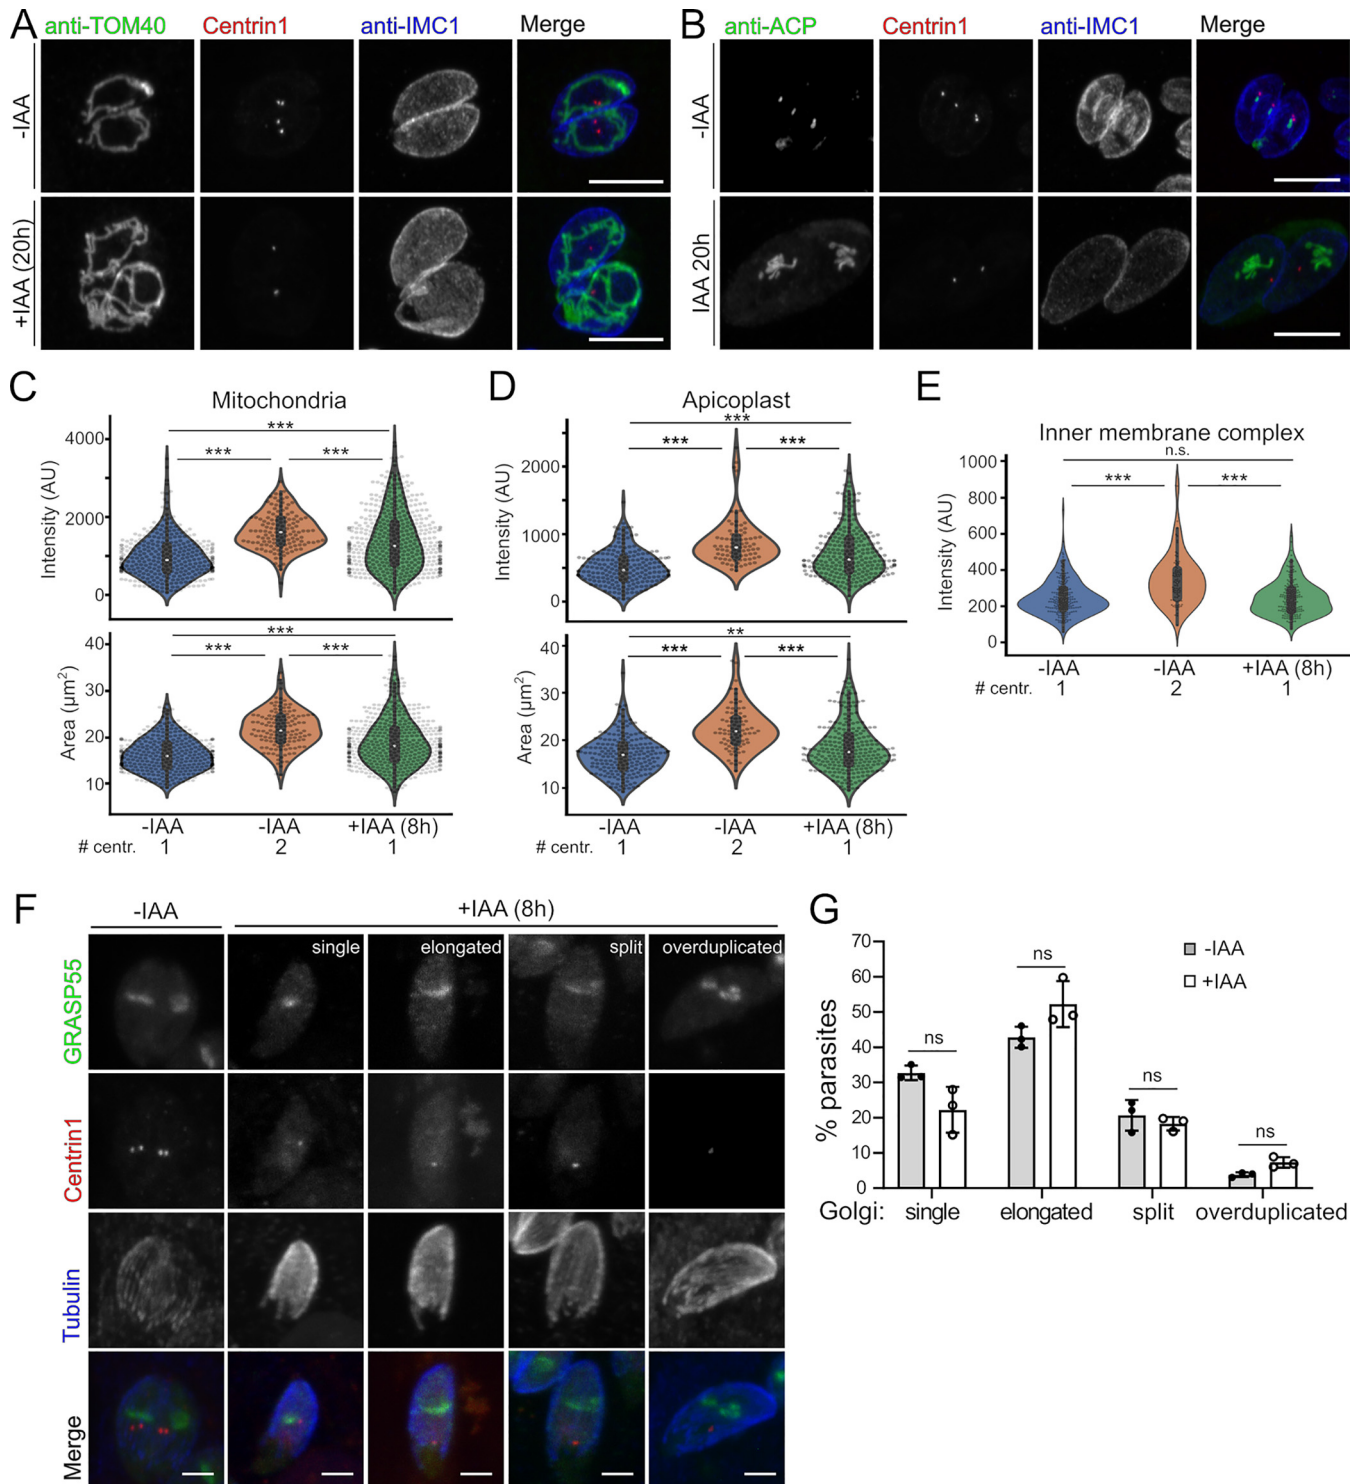 A
anti-TOM40 Centrin1 anti-IMC1 Merge
-IAA
+IAA (20h)
B
anti-ACP Centrin1 anti-IMC1 Merge
-IAA
IAA 20h
C
Mitochondria
Intensity (AU)
4000
2000
0
***
*** ***
Area (µm²)
40
30
20
10
***
*** ***
-IAA -IAA +IAA (8h)
# centr. 1 2 1
D
Apicoplast
Intensity (AU)
2000
1000
0
***
*** ***
Area (µm²)
40
30
20
10
**
*** ***
-IAA -IAA +IAA (8h)
# centr. 1 2 1
E
Inner membrane complex
Intensity (AU)
1000
800
600
400
200
0
n.s.
*** ***
-IAA -IAA +IAA (8h)
# centr. 1 2 1
F
-IAA +IAA (8h)
single elongated split overduplicated
GRASP55
Centrin1
Tubulin
Merge
G
% parasites
70
60
50
40
30
20
10
0
-IAA
+IAA
ns
ns
ns
ns
Golgi: single elongated split overduplicated